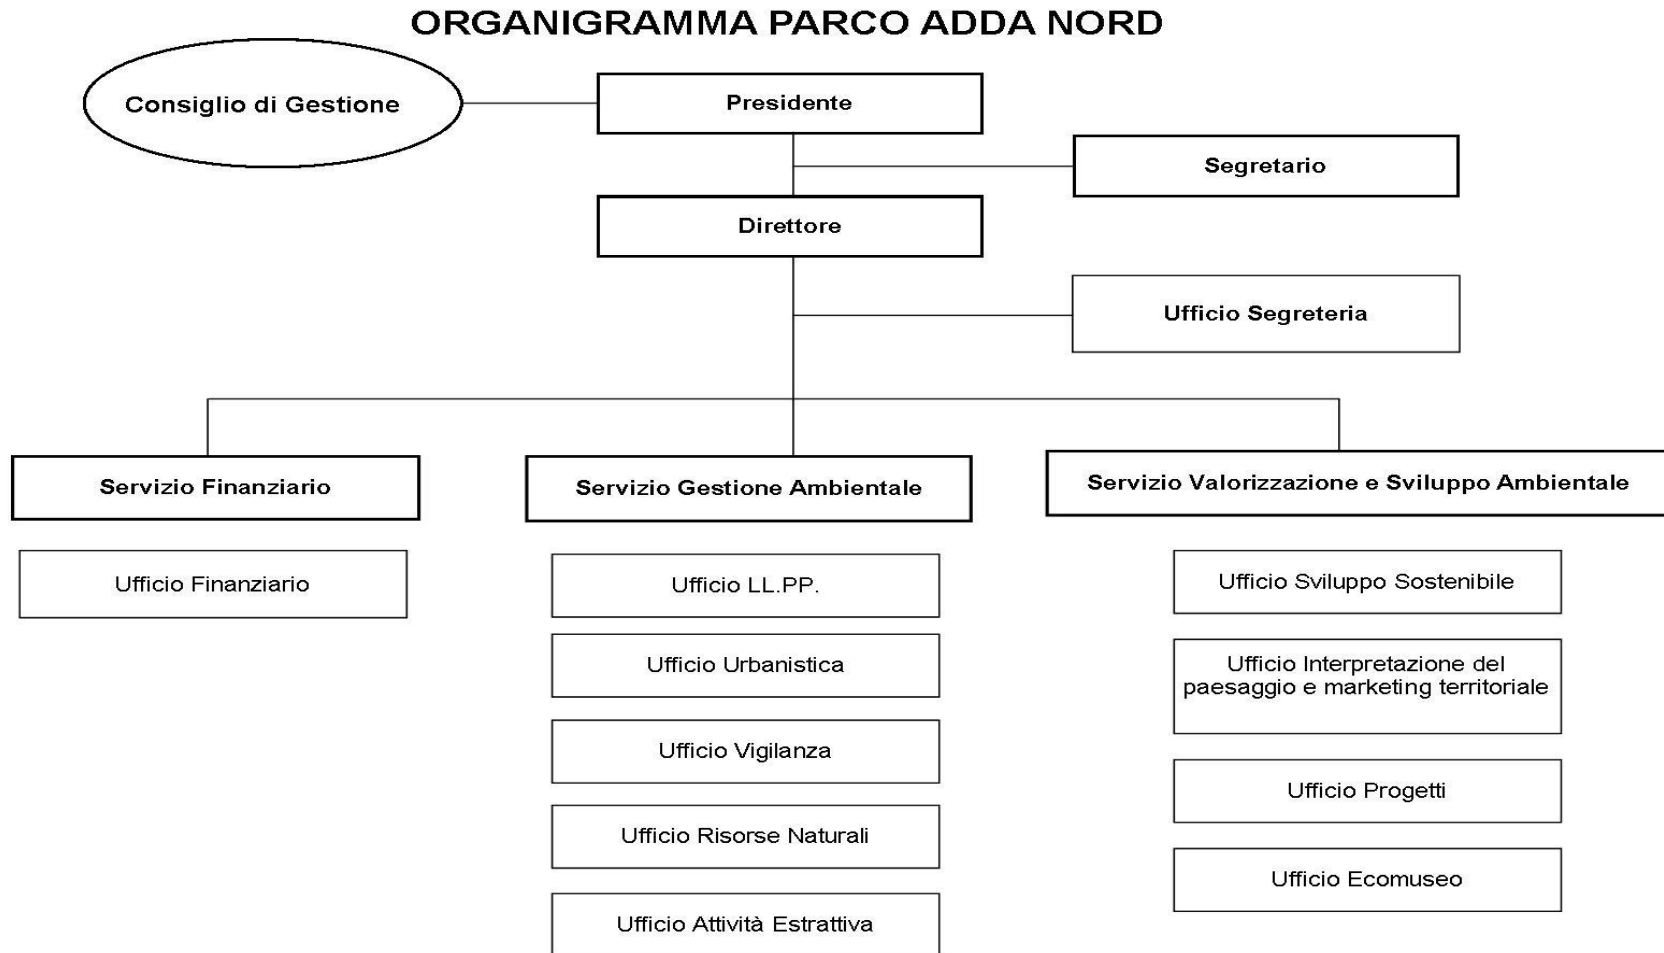 ORGANIGRAMMA PARCO ADDA NORD
Consiglio di Gestione
Presidente
Segretario
Direttore
Ufficio Segreteria
Servizio Finanziario
Servizio Gestione Ambientale
Servizio Valorizzazione e Sviluppo Ambientale
Ufficio Finanziario
Ufficio LL.PP.
Ufficio Urbanistica
Ufficio Vigilanza
Ufficio Risorse Naturali
Ufficio Attività Estrattiva
Ufficio Sviluppo Sostenibile
Ufficio Interpretazione del
paesaggio e marketing territoriale
Ufficio Progetti
Ufficio Ecomuseo